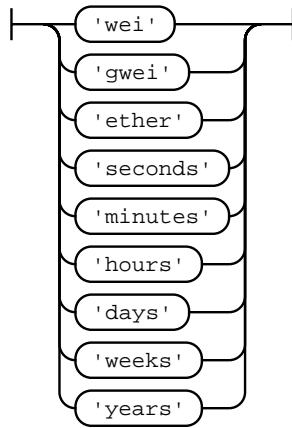 'wei'
'gwei'
'ether'
'seconds'
'minutes'
'hours'
'days'
'weeks'
'years'